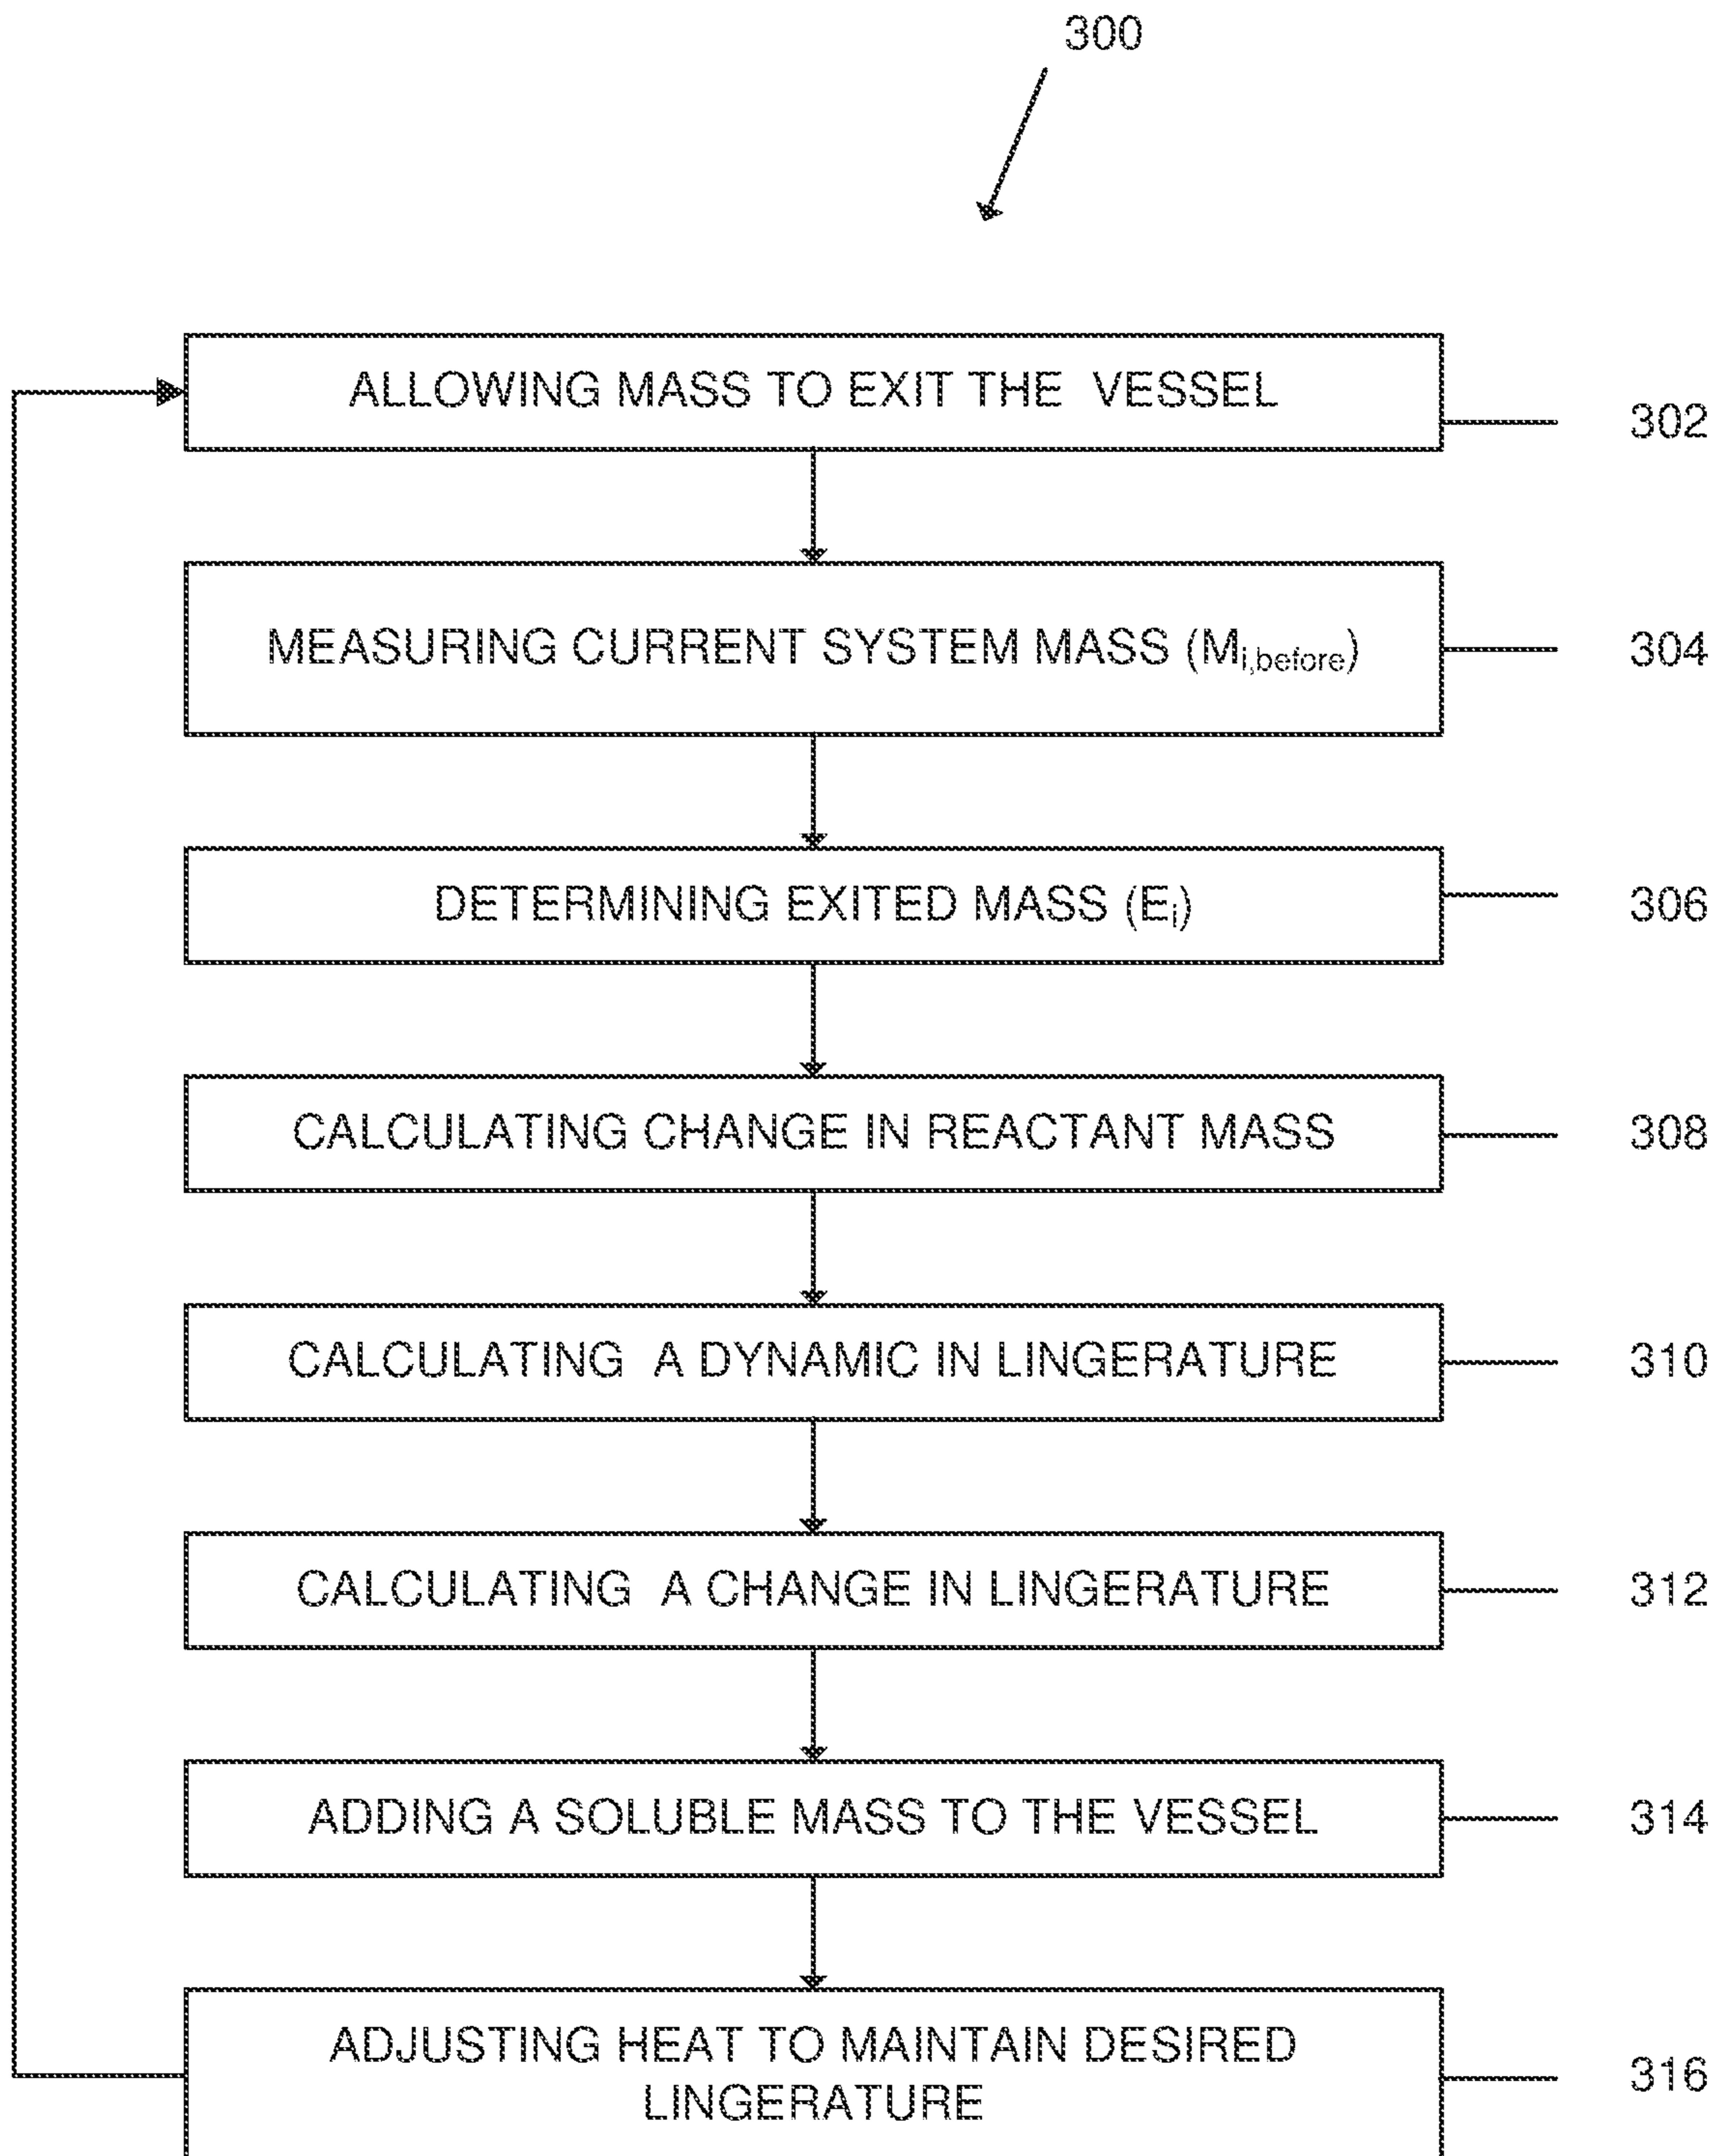 300
ALLOWING MASS TO EXIT THE VESSEL
302
MEASURING CURRENT SYSTEM MASS (Mi,before)
304
DETERMINING EXITED MASS (Ei)
306
CALCULATING CHANGE IN REACTANT MASS
308
CALCULATING A DYNAMIC IN LINGERATURE
310
CALCULATING A CHANGE IN LINGERATURE
312
ADDING A SOLUBLE MASS TO THE VESSEL
314
ADJUSTING HEAT TO MAINTAIN DESIRED
LINGERATURE
316